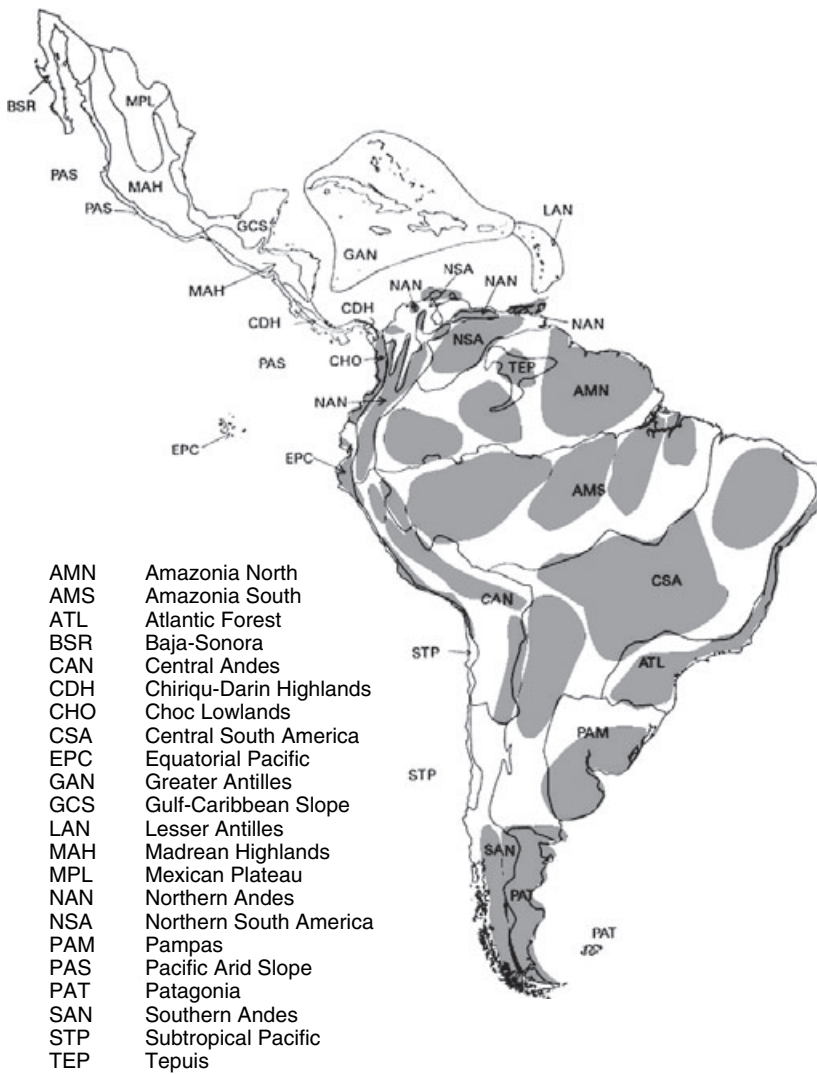 MPL
BSR
PAS
MAH
PAS
GCS
LAN
GAN
NSA
NAN
NAN
MAH
CDH
CDH
NAN
NSA
PAS
CHO
TEP
AMN
NAN
EPC
EPC
AMS
CSA
CAN
STP
ATL
PAM
STP
SAN
PAT
PAT
AMN Amazonia North
AMS Amazonia South
ATL Atlantic Forest
BSR Baja-Sonora
CAN Central Andes
CDH Chiriqu-Darin Highlands
CHO Choc Lowlands
CSA Central South America
EPC Equatorial Pacific
GAN Greater Antilles
GCS Gulf-Caribbean Slope
LAN Lesser Antilles
MAH Madrean Highlands
MPL Mexican Plateau
NAN Northern Andes
NSA Northern South America
PAM Pampas
PAS Pacific Arid Slope
PAT Patagonia
SAN Southern Andes
STP Subtropical Pacific
TEP Tepuis